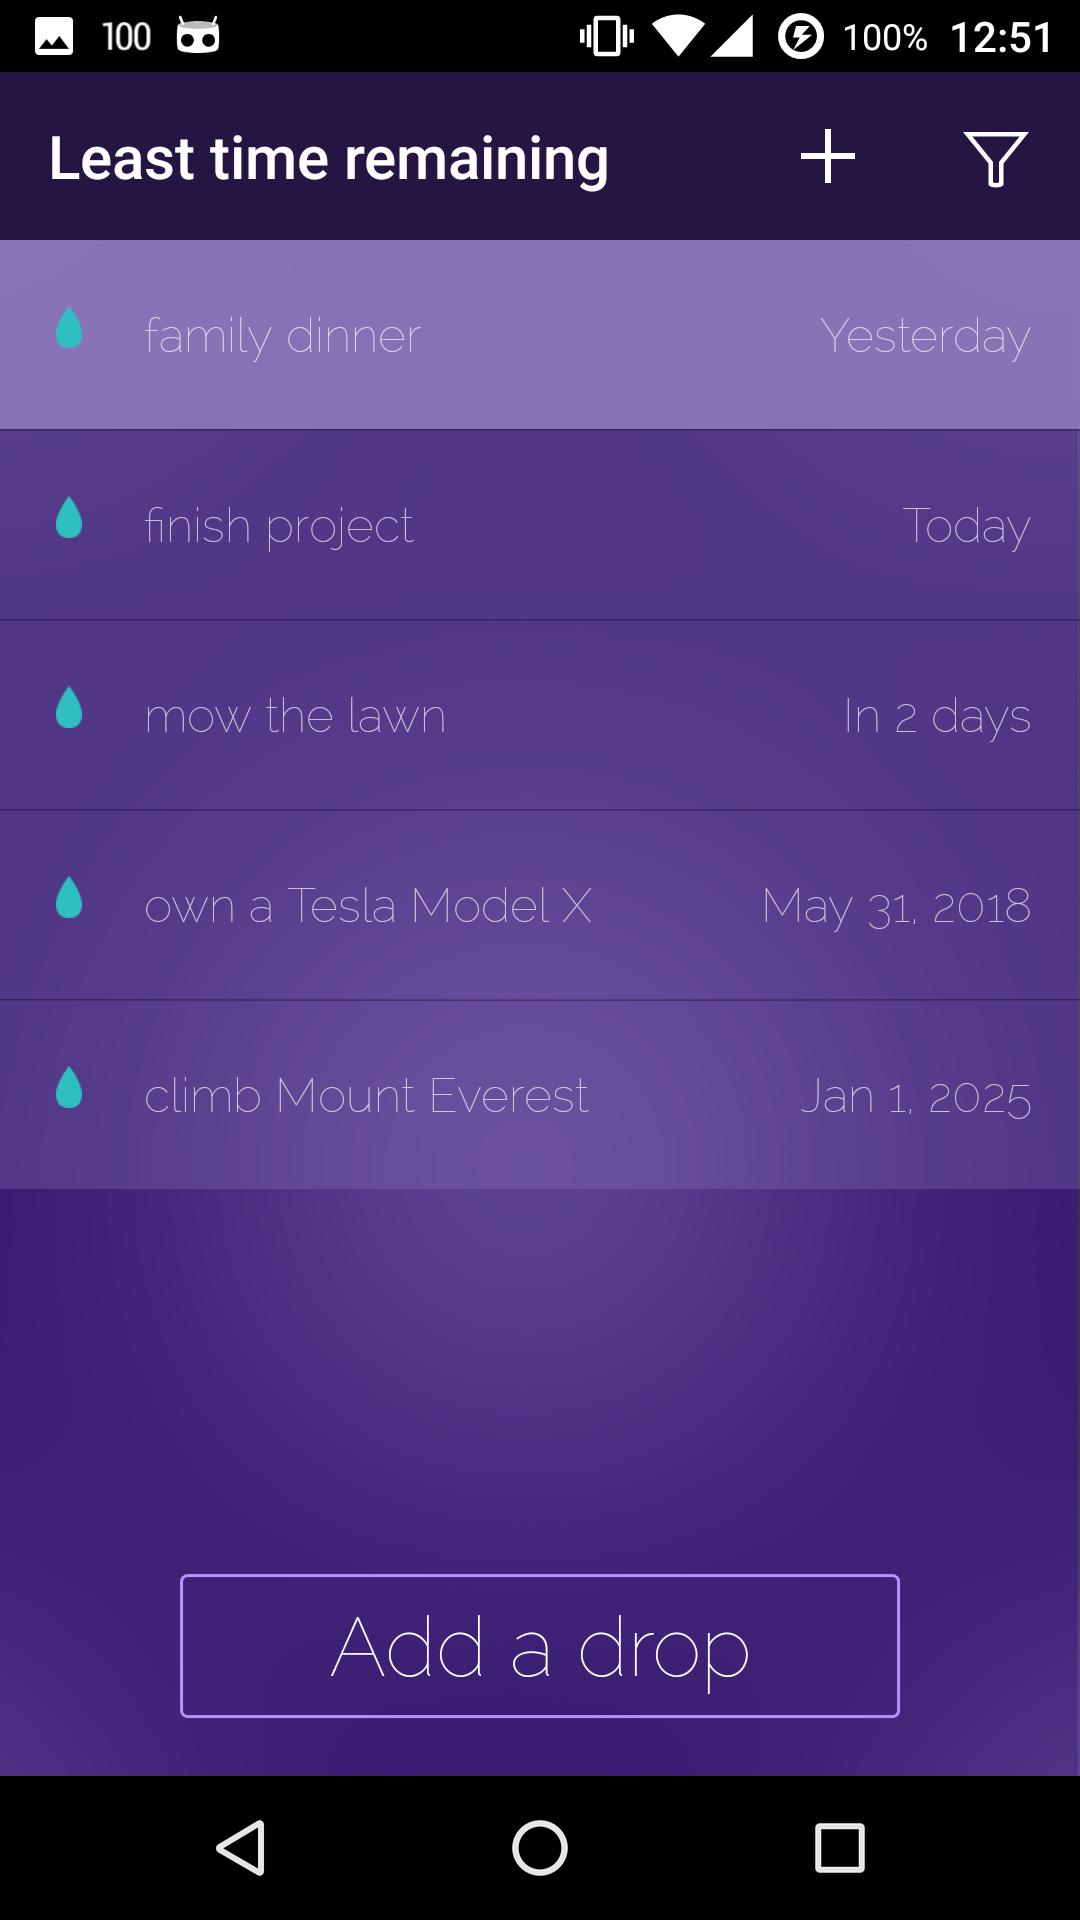 100 100% 12:51
Least time remaining
family dinner Yesterday
finish project Today
mow the lawn In 2 days
own a Tesla Model X May 31, 2018
climb Mount Everest Jan 1, 2025
Add a drop